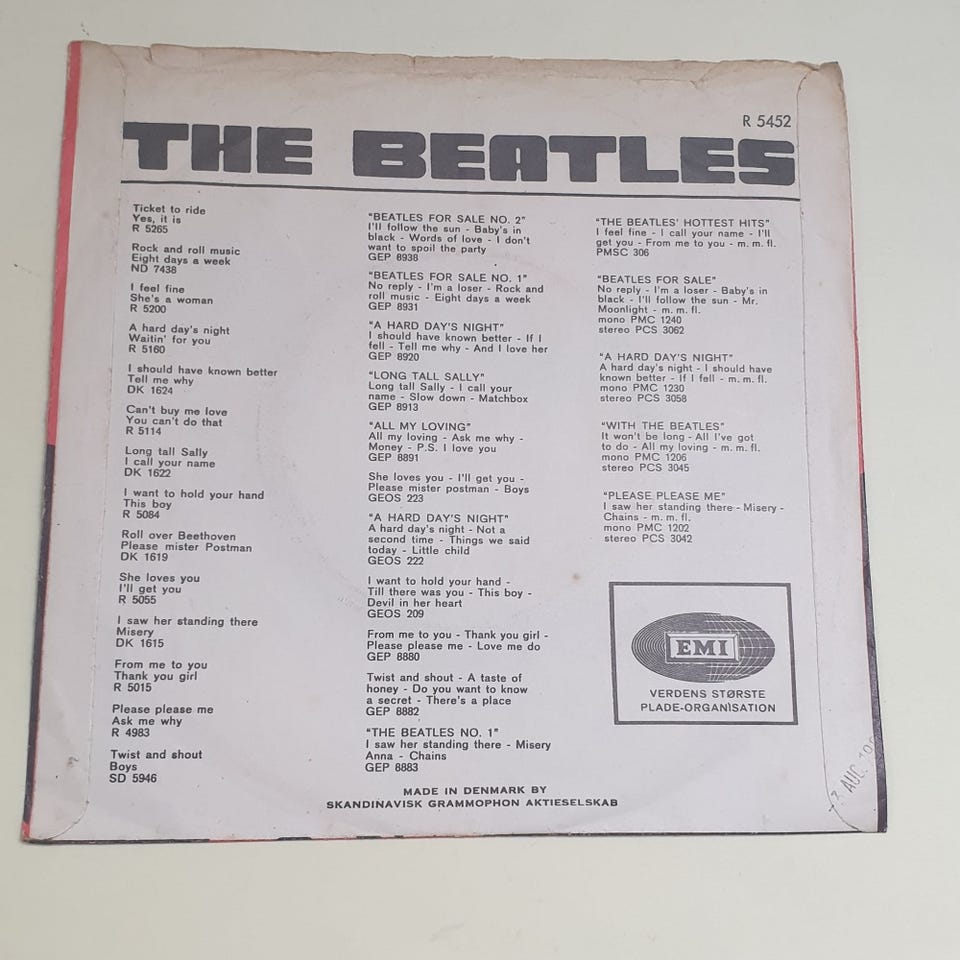 R 5452
THE BEATLES
Ticket to ride
Yes, it is
R 5265
Rock and roll music
Eight days a week
ND 7438
I feel fine
She's a woman
R 5200
A hard day's night
Waitin' for you
R 5160
I should have known better
Tell me why
DK 1624
Can't buy me love
You can't do that
R 5114
Long tall Sally
I call your name
DK 1622
I want to hold your hand
This boy
R 5084
Roll over Beethoven
Please mister Postman
DK 1619
She loves you
I'll get you
R 5055
I saw her standing there
Misery
DK 1615
From me to you
Thank you girl
R 5015
Please please me
Ask me why
R 4983
Twist and shout
Boys
SD 5946
"BEATLES FOR SALE NO. 2"
I'll follow the sun - Baby's in
black - Words of love - I don't
want to spoil the party
GEP 8938
"BEATLES FOR SALE NO. 1"
No reply - I'm a loser - Rock and
roll music - Eight days a week
GEP 8931
"A HARD DAY'S NIGHT"
I should have known better - If I
fell - Tell me why - And I love her
GEP 8920
"LONG TALL SALLY"
Long tall Sally - I call your
name - Slow down - Matchbox
GEP 8913
"ALL MY LOVING"
All my loving - Ask me why -
Money - P.S. I love you
GEP 8891
She loves you - I'll get you -
Please mister postman - Boys
GEOS 223
"A HARD DAY'S NIGHT"
A hard day's night - Not a
second time - Things we said
today - Little child
GEOS 222
I want to hold your hand -
Till there was you - This boy -
Devil in her heart
GEOS 209
From me to you - Thank you girl -
Please please me - Love me do
GEP 8880
Twist and shout - A taste of
honey - Do you want to know
a secret - There's a place
GEP 8882
"THE BEATLES NO. 1"
I saw her standing there - Misery
Anna - Chains
GEP 8883
"THE BEATLES' HOTTEST HITS"
I feel fine - I call your name - I'll
get you - From me to you - m. m. fl.
PMSC 306
"BEATLES FOR SALE"
No reply - I'm a loser - Baby's in
black - I'll follow the sun - Mr.
Moonlight - m. m. fl.
mono PMC 1240
stereo PCS 3062
"A HARD DAY'S NIGHT"
A hard day's night - I should have
known better - If I fell - m. m. fl.
mono PMC 1230
stereo PCS 3058
"WITH THE BEATLES"
It won't be long - All I've got
to do - All my loving - m. m. fl.
mono PMC 1206
stereo PCS 3045
"PLEASE PLEASE ME"
I saw her standing there - Misery -
Chains - m. m. fl.
mono PMC 1202
stereo PCS 3042
EMI
VERDENS STØRSTE
PLADE-ORGANISATION
MADE IN DENMARK BY
SKANDINAVISK GRAMMOPHON AKTIESELSKAB
AUG.